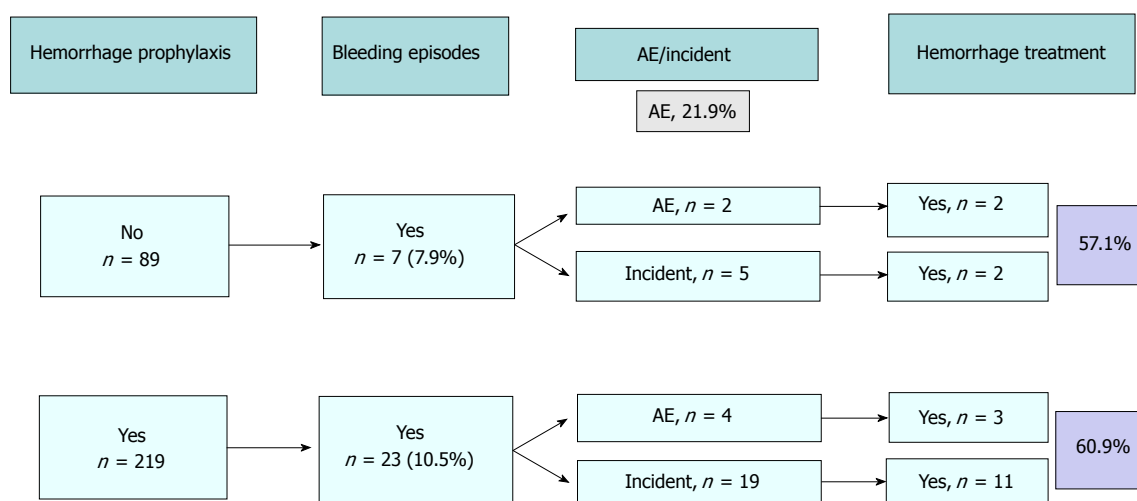 Hemorrhage prophylaxis
Bleeding episodes
AE/incident
Hemorrhage treatment
AE, 21.9%
No
n = 89
Yes
n = 7 (7.9%)
AE, n = 2
Yes, n = 2
Incident, n = 5
Yes, n = 2
57.1%
Yes
n = 219
Yes
n = 23 (10.5%)
AE, n = 4
Yes, n = 3
Incident, n = 19
Yes, n = 11
60.9%